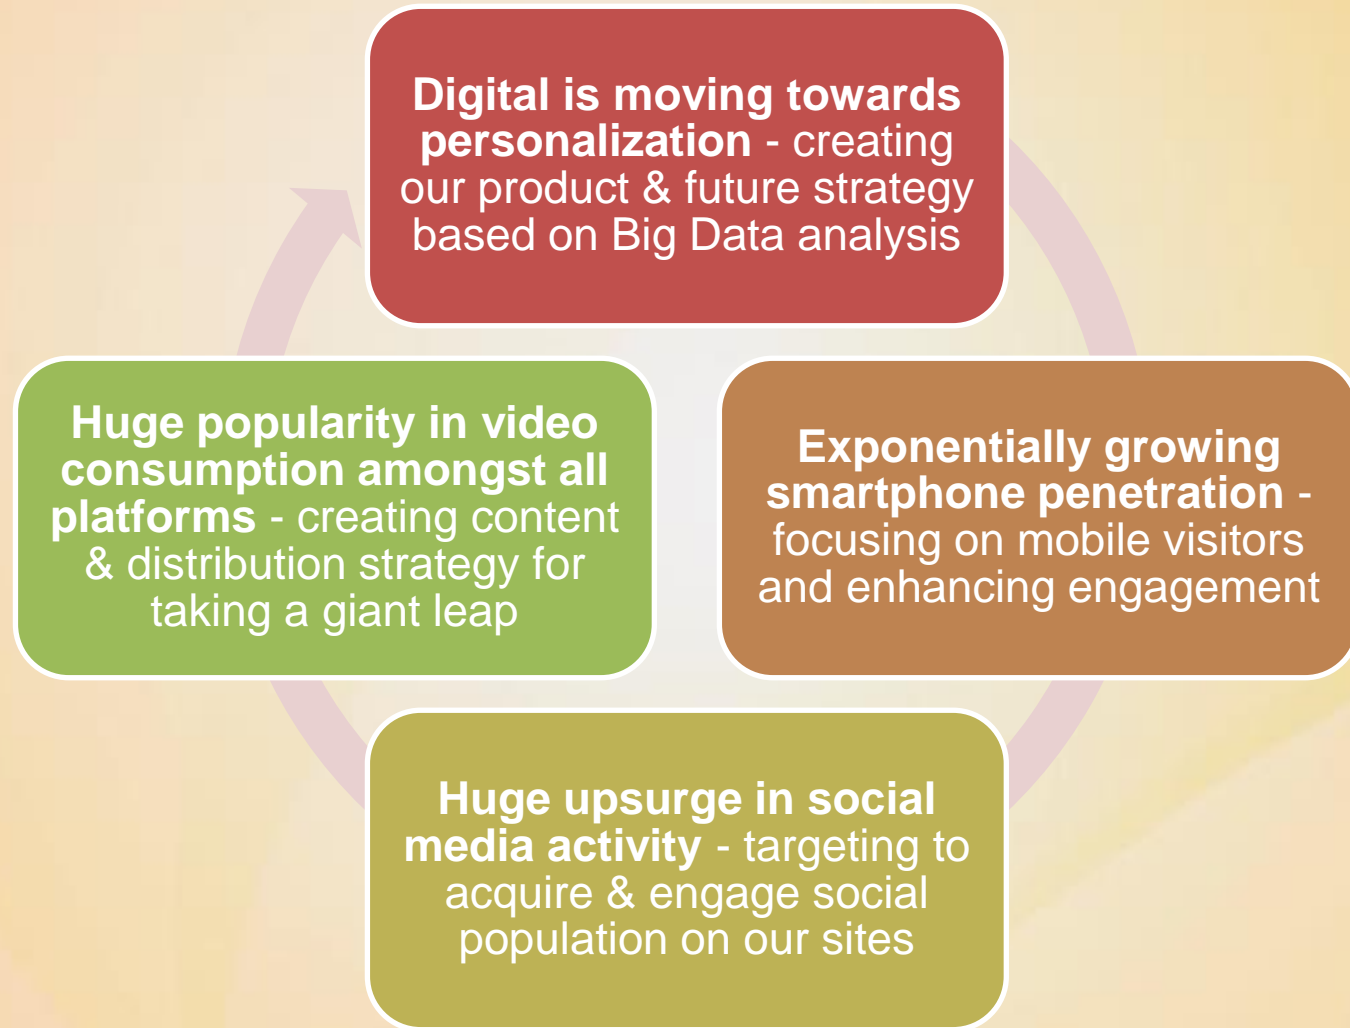 Digital is moving towards
personalization - creating
our product & future strategy
based on Big Data analysis
Exponentially growing
smartphone penetration -
focusing on mobile visitors
and enhancing engagement
Huge upsurge in social
media activity - targeting to
acquire & engage social
population on our sites
Huge popularity in video
consumption amongst all
platforms - creating content
& distribution strategy for
taking a giant leap